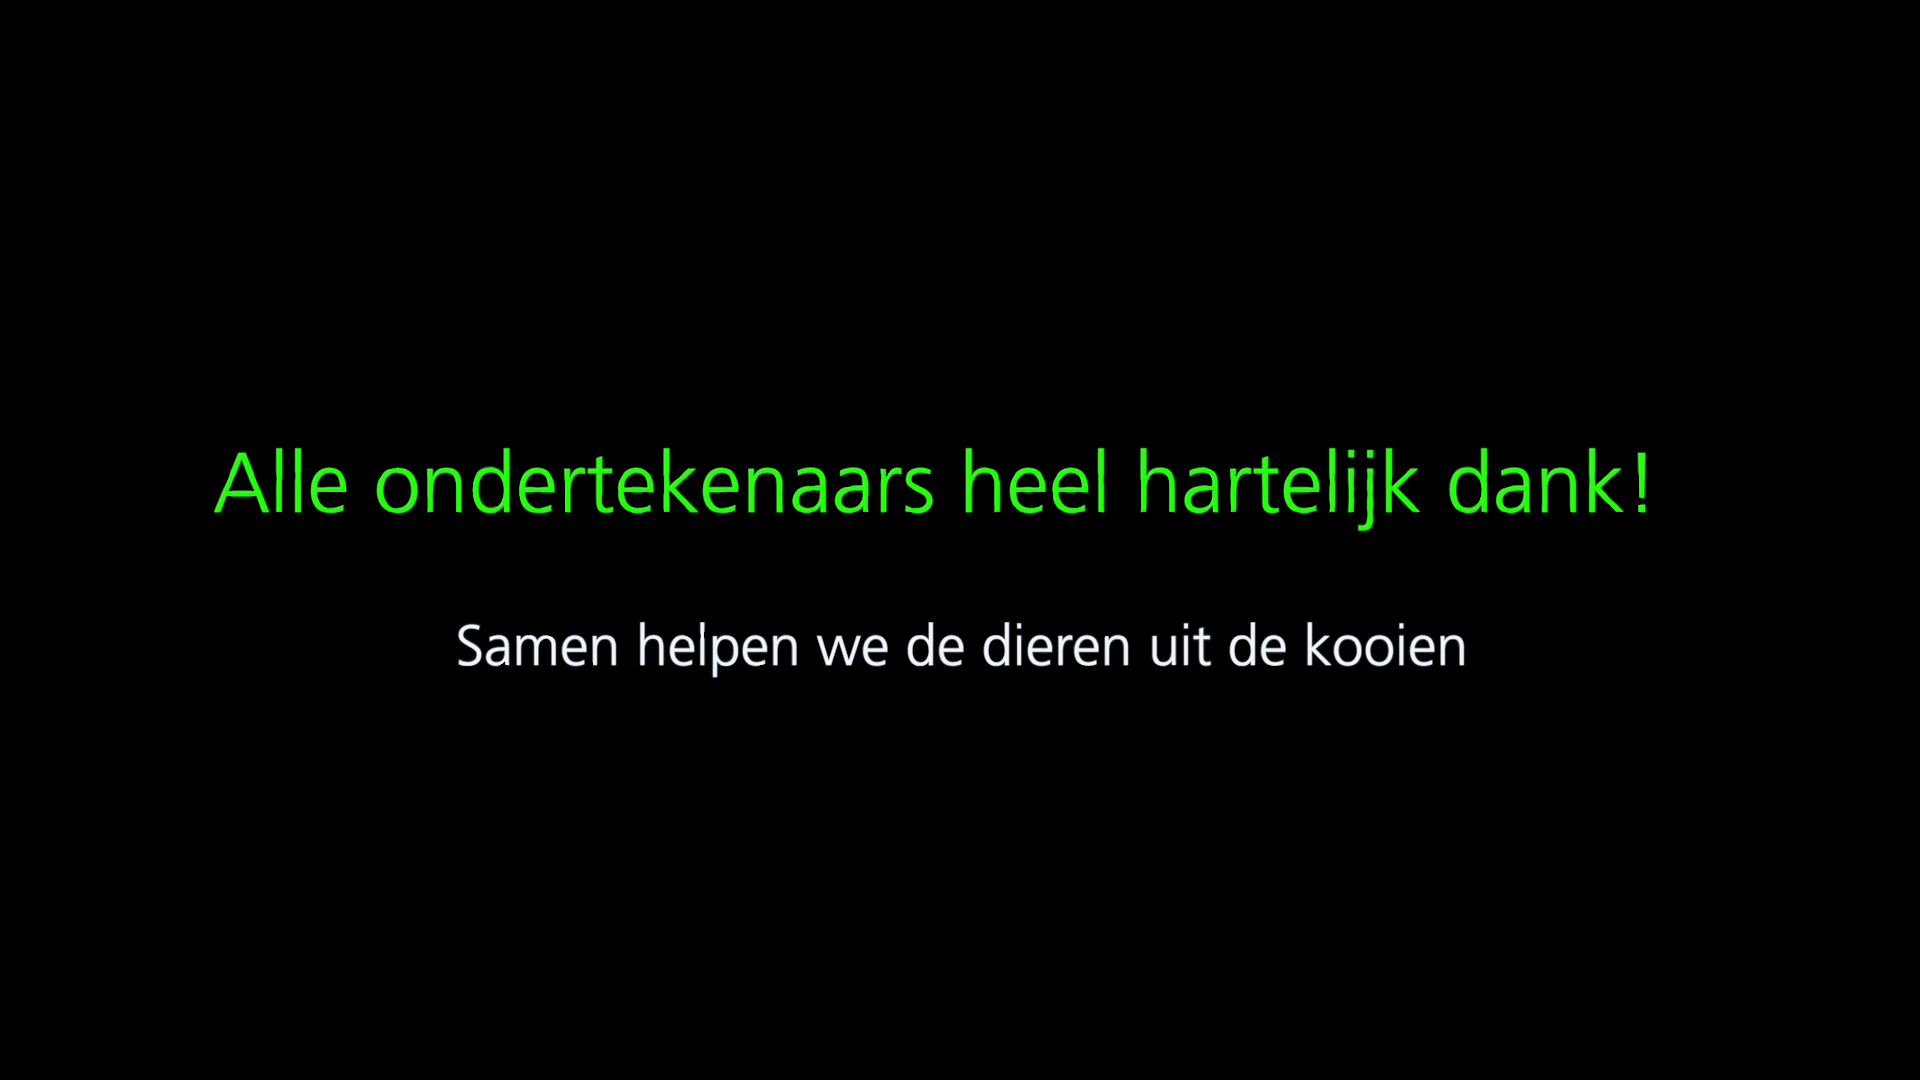 Alle ondertekenaars heel hartelijk dank!
Samen helpen we de dieren uit de kooien